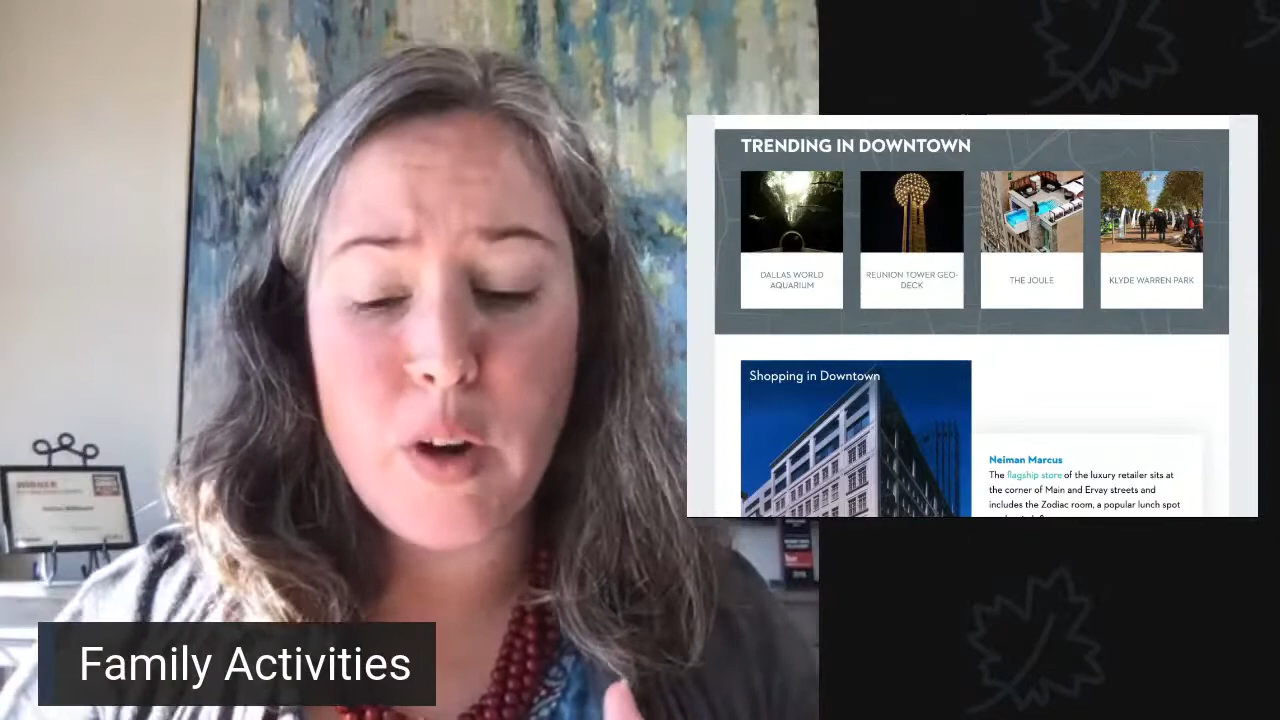 TRENDING IN DOWNTOWN
DALLAS WORLD
AQUARIUM
REUNION TOWER GEO-
DECK
THE JOULE
KLYDE WARREN PARK
Shopping in Downtown
Neiman Marcus
The flagship store of the luxury retailer sits at
the corner of Main and Ervay streets and
includes the Zodiac room, a popular lunch spot
WINNER
Family Activities